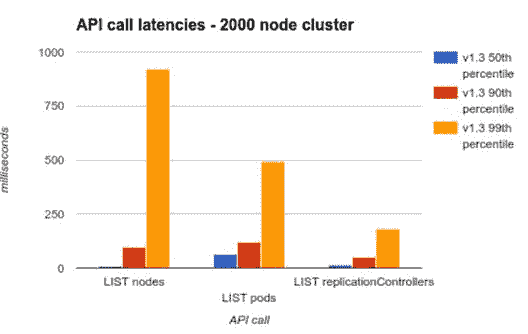 API call latencies - 2000 node cluster
1000
750
500
250
0
milliseconds
LIST nodes
LIST pods
LIST replicationControllers
API call
v1.3 50th
percentile
v1.3 90th
percentile
v1.3 99th
percentile